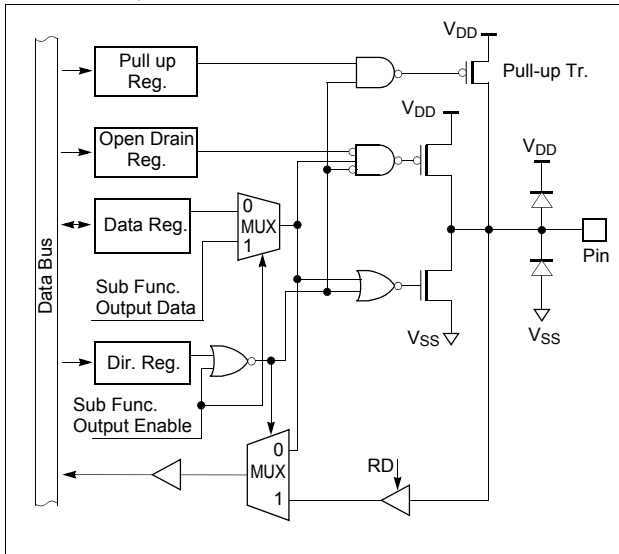 VDD
Pull up
Reg.
Pull-up Tr.
VDD
Open Drain
Reg.
VDD
0
Data Reg.
MUX
1
Pin
Data Bus
Sub Func.
Output Data
VSS
VSS
Dir. Reg.
Sub Func.
Output Enable
0
MUX
RD
1